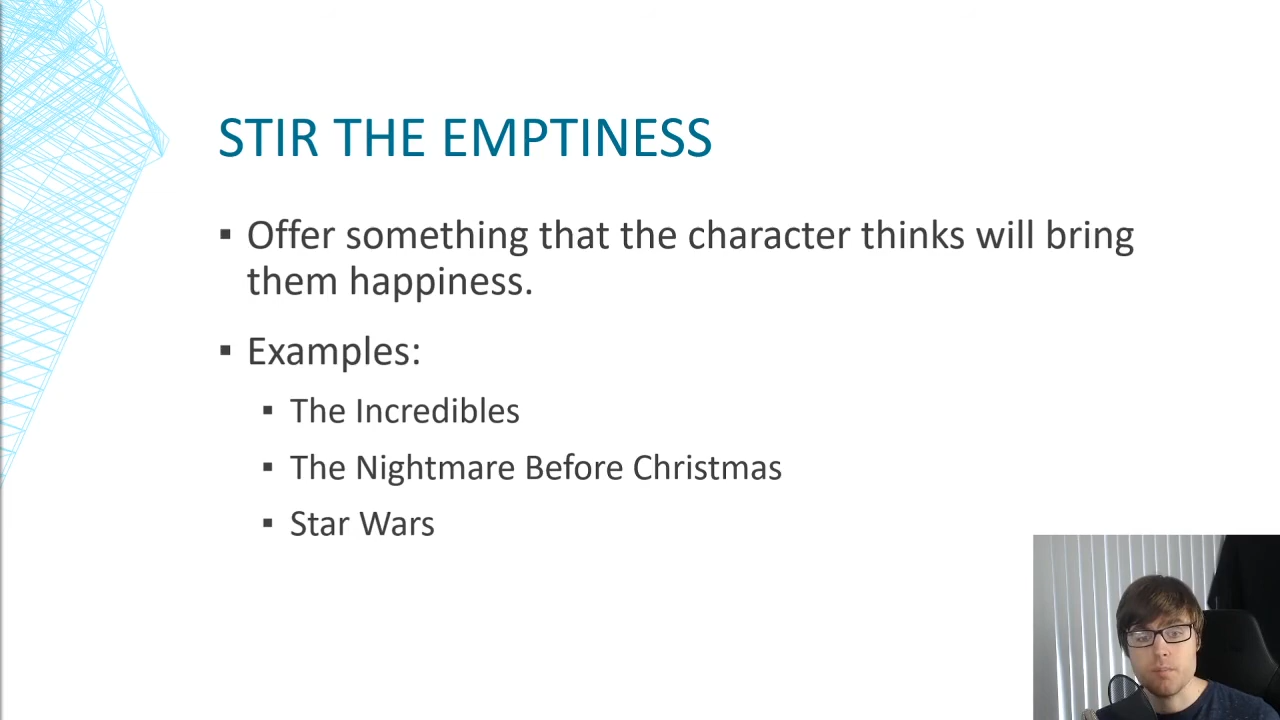 STIR THE EMPTINESS
▪ Offer something that the character thinks will bring
them happiness.
▪ Examples:
▪ The Incredibles
▪ The Nightmare Before Christmas
▪ Star Wars